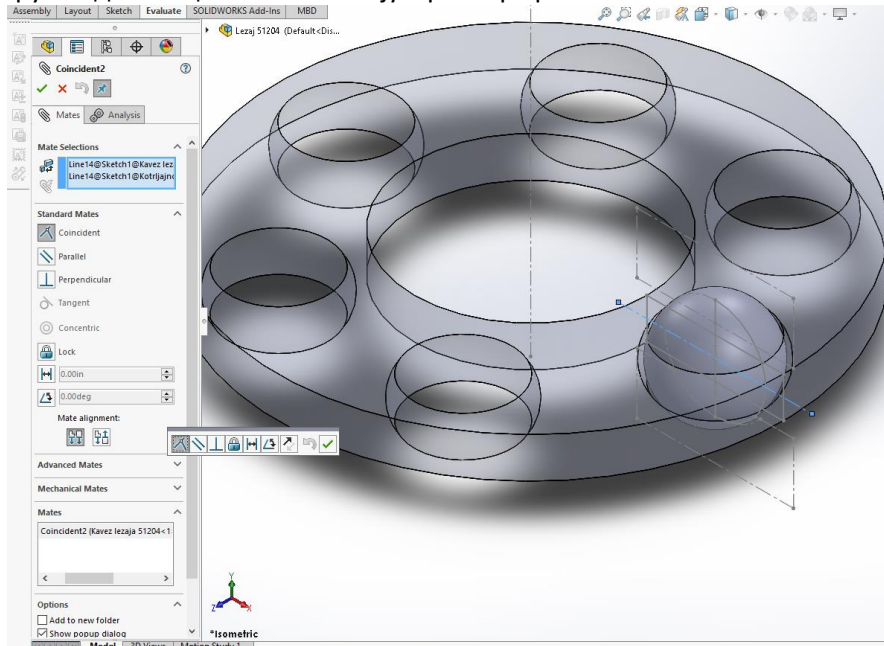 Assembly Layout Sketch Evaluate SOLIDWORKS Add-Ins MBD
Lezaj 51204 (Default<Dis...
Coincident2
Mates Analysis
Mate Selections
Line14@Sketch1@Kavez lez
Line14@Sketch1@Kotrljajno
Standard Mates
Coincident
Parallel
Perpendicular
Tangent
Concentric
Lock
0.00in
0.00deg
Mate alignment:
Advanced Mates
Mechanical Mates
Mates
Coincident2 (Kavez lezaja 51204<1
Options
Add to new folder
Show popup dialog
Y
Z
X
*Isometric
Model 3D Views Motion Study 1